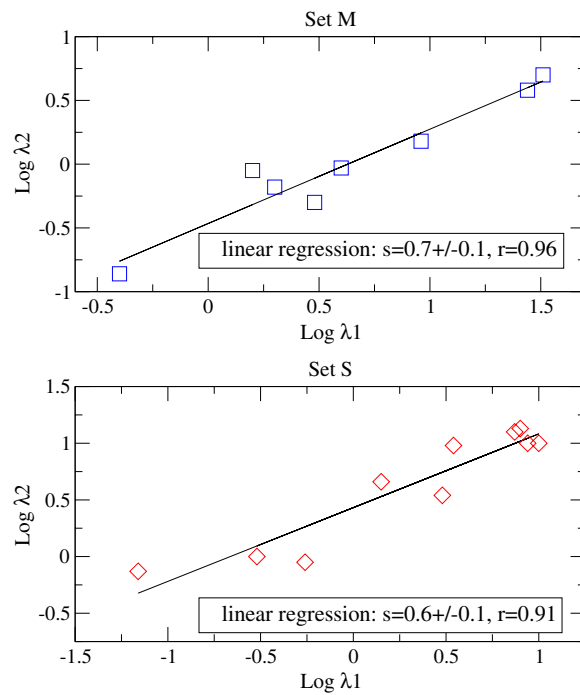 Set M
1
0.5
0
-0.5
-1
Log λ2
linear regression: s=0.7+/-0.1, r=0.96
-0.5 0 0.5 1 1.5
Log λ1
Set S
1.5
1
0.5
0
-0.5
Log λ2
linear regression: s=0.6+/-0.1, r=0.91
-1.5 -1 -0.5 0 0.5 1
Log λ1